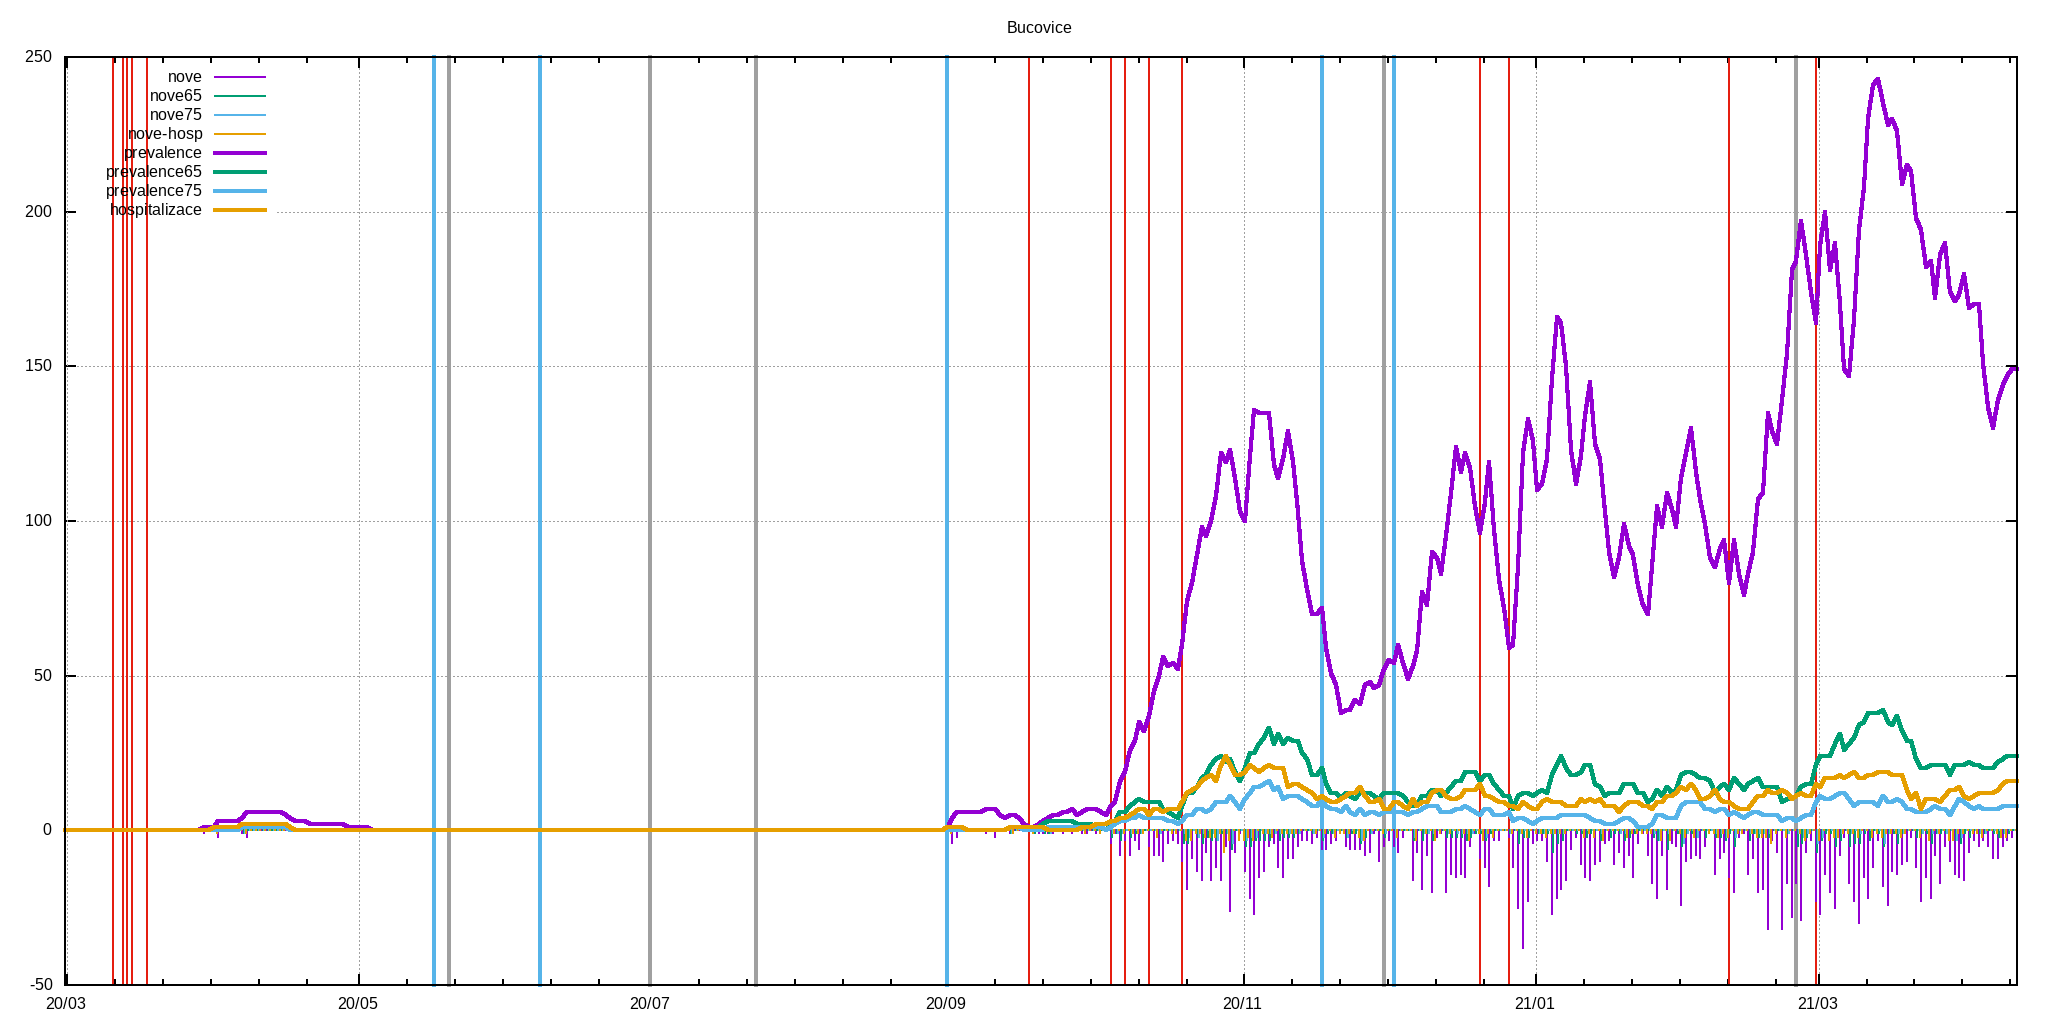 Bucovice
250
200
150
100
50
0
-50
nove
nove65
nove75
nove-hosp
prevalence
prevalence65
prevalence75
hospitalizace
20/03 20/05 20/07 20/09 20/11 21/01 21/03